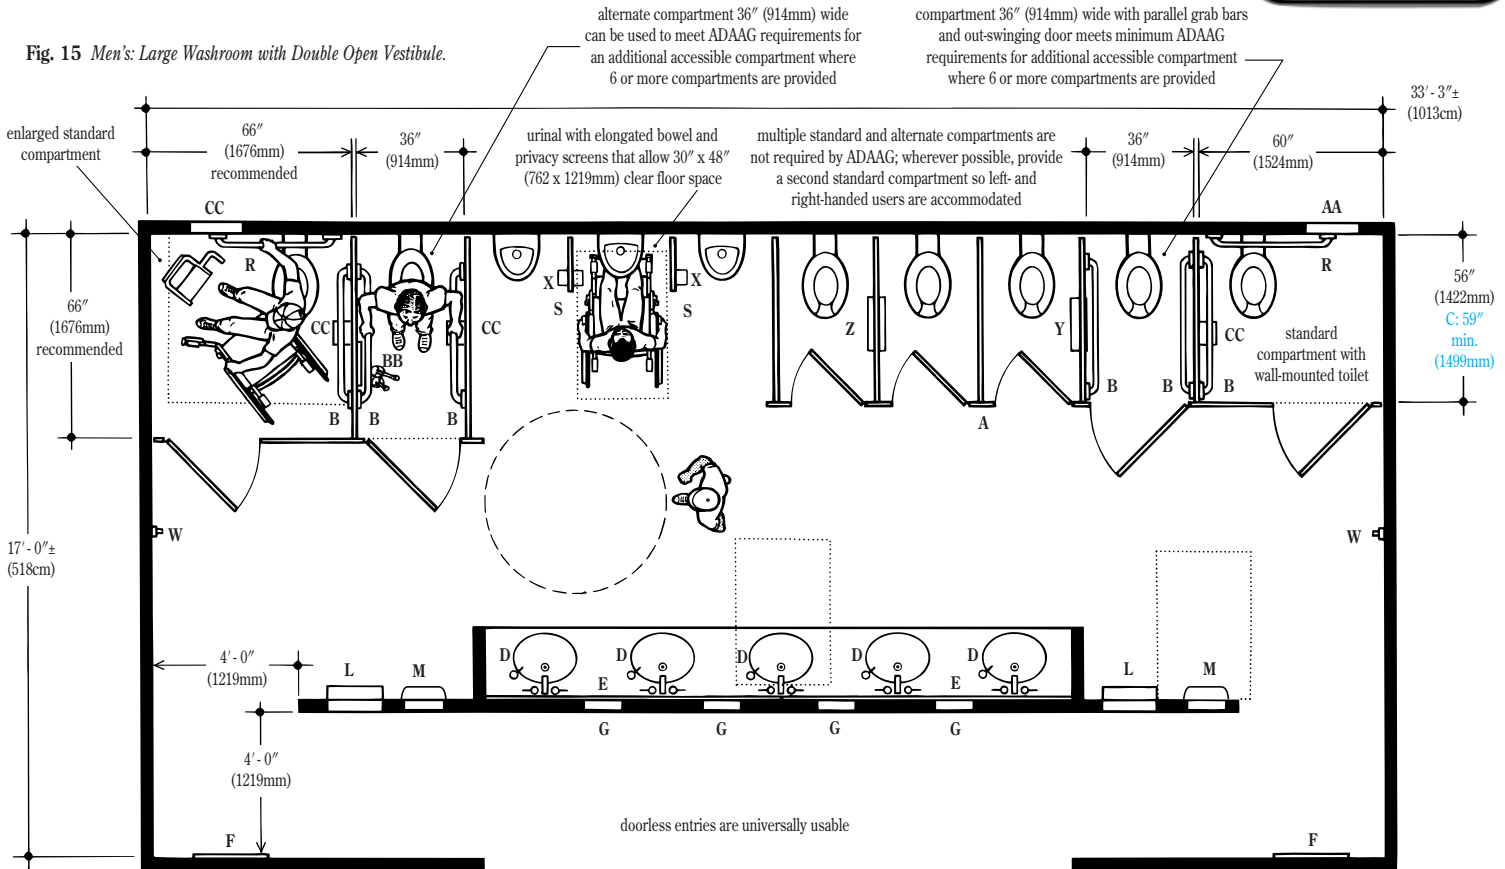 alternate compartment 36″ (914mm) wide
can be used to meet ADAAG requirements for
an additional accessible compartment where
6 or more compartments are provided
compartment 36″ (914mm) wide with parallel grab bars
and out-swinging door meets minimum ADAAG
requirements for additional accessible compartment
where 6 or more compartments are provided
Fig. 15 Men's: Large Washroom with Double Open Vestibule.
33′- 3″±
(1013cm)
enlarged standard
compartment
66″
(1676mm)
recommended
36″
(914mm)
urinal with elongated bowel and
privacy screens that allow 30″ x 48″
(762 x 1219mm) clear floor space
multiple standard and alternate compartments are
not required by ADAAG; wherever possible, provide
a second standard compartment so left- and
right-handed users are accommodated
36″
(914mm)
60″
(1524mm)
CC
AA
R
R
66″
(1676mm)
recommended
56″
(1422mm)
C: 59″
min.
(1499mm)
X
X
S
S
CC
CC
Z
Y
CC
standard
compartment with
wall-mounted toilet
BB
B
B
B
B
B
B
A
W
W
17′- 0″±
(518cm)
4′- 0″
(1219mm)
L
M
D
D
D
D
D
E
E
L
M
G
G
G
G
4′- 0″
(1219mm)
doorless entries are universally usable
F
F